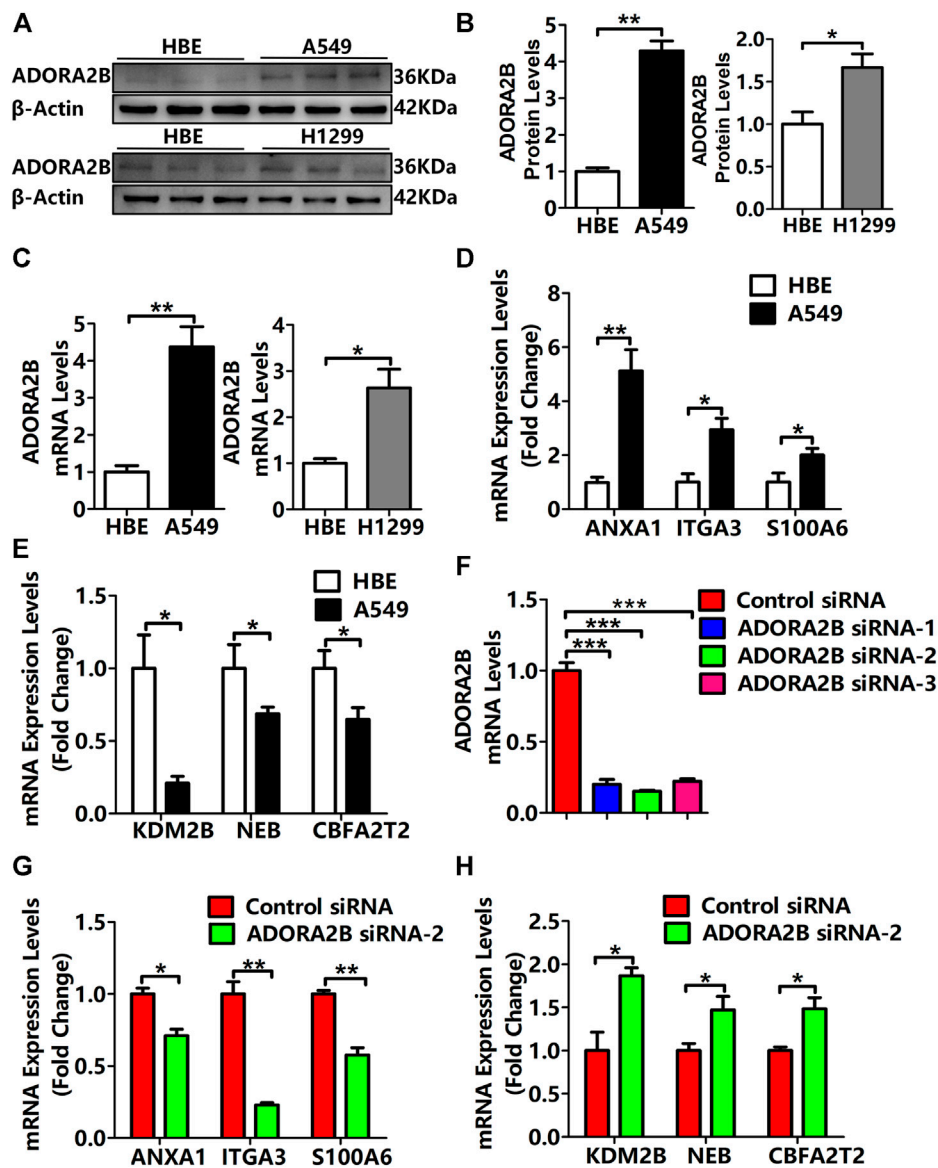 A
HBE A549
ADORA2B 36KDa
β-Actin 42KDa
HBE H1299
ADORA2B 36KDa
β-Actin 42KDa
B
ADORA2B
Protein Levels
5
4
3
2
1
0
**
HBE A549
ADORA2B
Protein Levels
2.0
1.5
1.0
0.5
0.0
*
HBE H1299
C
ADORA2B
mRNA Levels
5
4
3
2
1
0
**
HBE A549
ADORA2B
mRNA Levels
4
3
2
1
0
*
HBE H1299
D
HBE
A549
mRNA Expression Levels
(Fold Change)
8
6
4
2
0
** * *
ANXA1 ITGA3 S100A6
E
HBE
A549
mRNA Expression Levels
(Fold Change)
1.5
1.0
0.5
0.0
* * *
KDM2B NEB CBFA2T2
F
Control siRNA
ADORA2B siRNA-1
ADORA2B siRNA-2
ADORA2B siRNA-3
ADORA2B
mRNA Levels
1.5
1.0
0.5
0.0
***
***
***
G
Control siRNA
ADORA2B siRNA-2
mRNA Expression Levels
(Fold Change)
1.5
1.0
0.5
0.0
* ** **
ANXA1 ITGA3 S100A6
H
Control siRNA
ADORA2B siRNA-2
mRNA Expression Levels
(Fold Change)
2.5
2.0
1.5
1.0
0.5
0.0
* * *
KDM2B NEB CBFA2T2